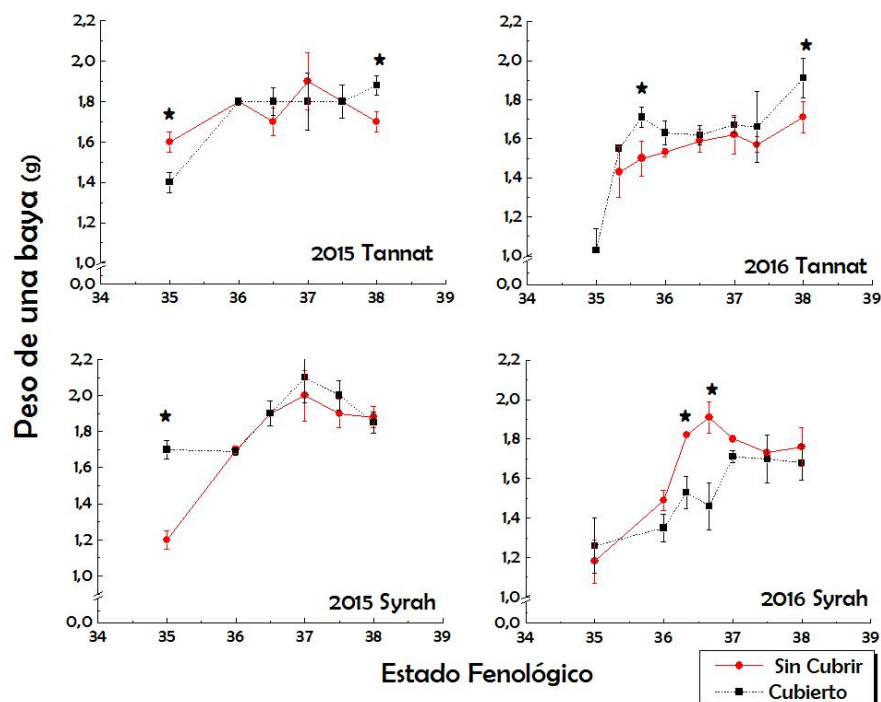 2,2
2,0
1,8
1,6
1,4
1,2
1,0
0,0
34 35 36 37 38 39
2015 Tannat
2,2
2,0
1,8
1,6
1,4
1,2
1,0
0,0
34 35 36 37 38 39
2016 Tannat
Peso de una baya (g)
2,2
2,0
1,8
1,6
1,4
1,2
1,0
0,0
34 35 36 37 38 39
2015 Syrah
2,2
2,0
1,8
1,6
1,4
1,2
1,0
0,0
34 35 36 37 38 39
2016 Syrah
Estado Fenológico
Sin Cubrir
Cubierto